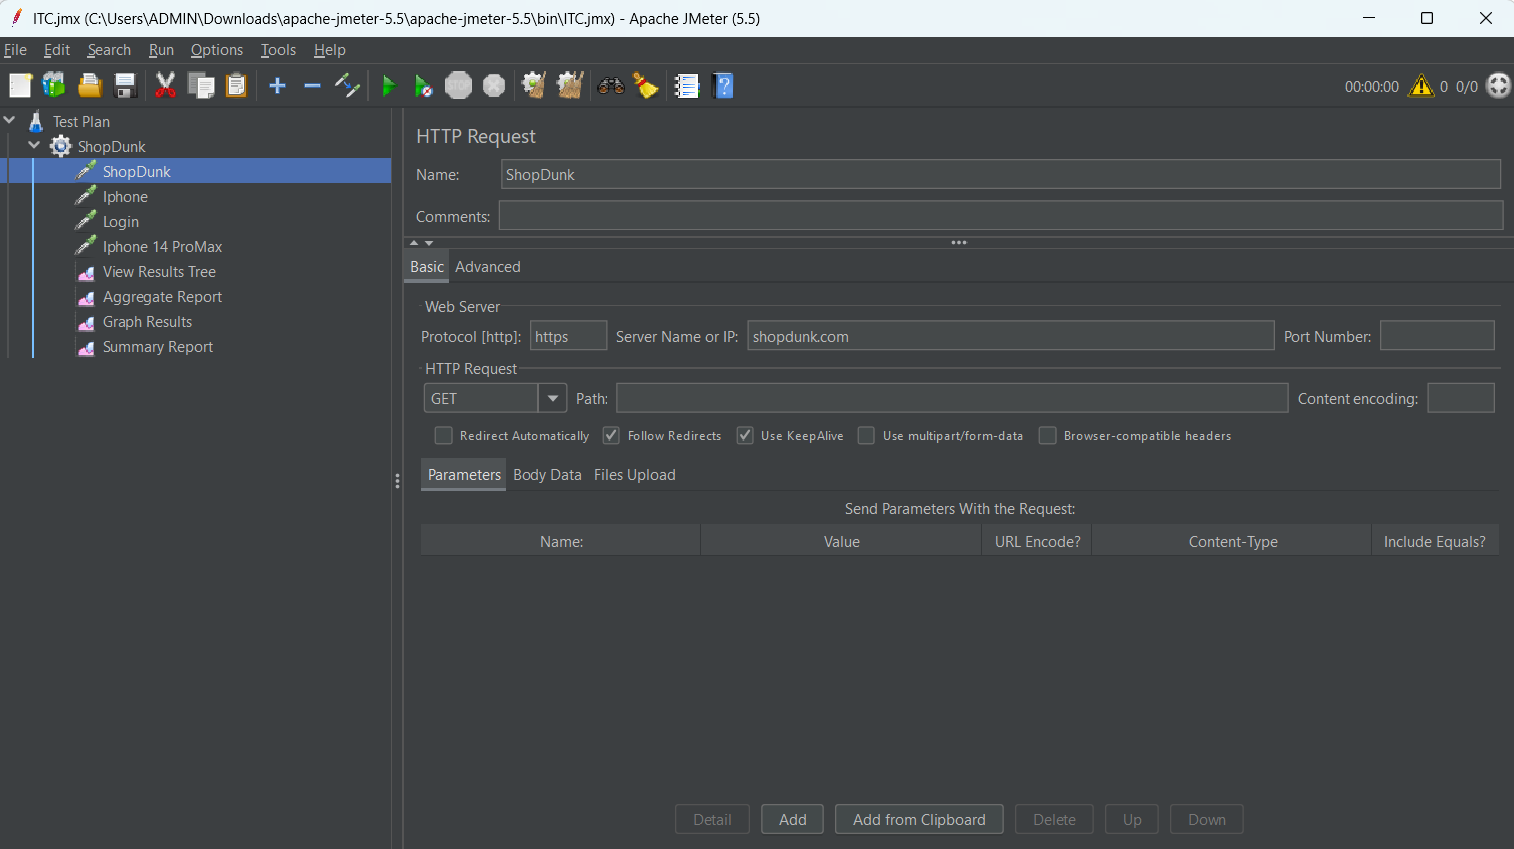 ITC.jmx (C:\Users\ADMIN\Downloads\apache-jmeter-5.5\apache-jmeter-5.5\bin\ITC.jmx) - Apache JMeter (5.5)
File Edit Search Run Options Tools Help
STOP ? 00:00:00 0 0/0
Test Plan
ShopDunk
ShopDunk
Iphone
Login
Iphone 14 ProMax
View Results Tree
Aggregate Report
Graph Results
Summary Report
HTTP Request
Name: ShopDunk
Comments:
Basic Advanced
Web Server
Protocol [http]: https Server Name or IP: shopdunk.com Port Number:
HTTP Request
GET Path: Content encoding:
Redirect Automatically Follow Redirects Use KeepAlive Use multipart/form-data Browser-compatible headers
Parameters Body Data Files Upload
Send Parameters With the Request:
Name: Value URL Encode? Content-Type Include Equals?
Detail Add Add from Clipboard Delete Up Down